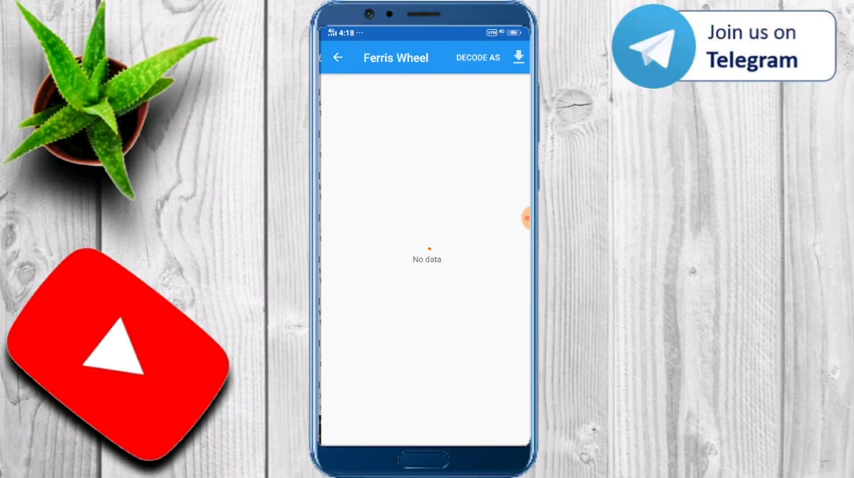 4:18 ...
Ferris Wheel
DECODE AS
No data
Join us on
Telegram